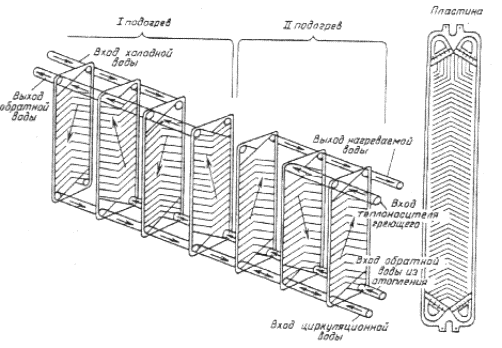 I подогрев
II подогрев
Пластина
Вход холодной
воды
Выход
обратной
воды
Выход нагреваемой
воды
Вход
теплоносителя
греющего
Вход обратной
воды из
отопления
Вход циркуляционной
воды